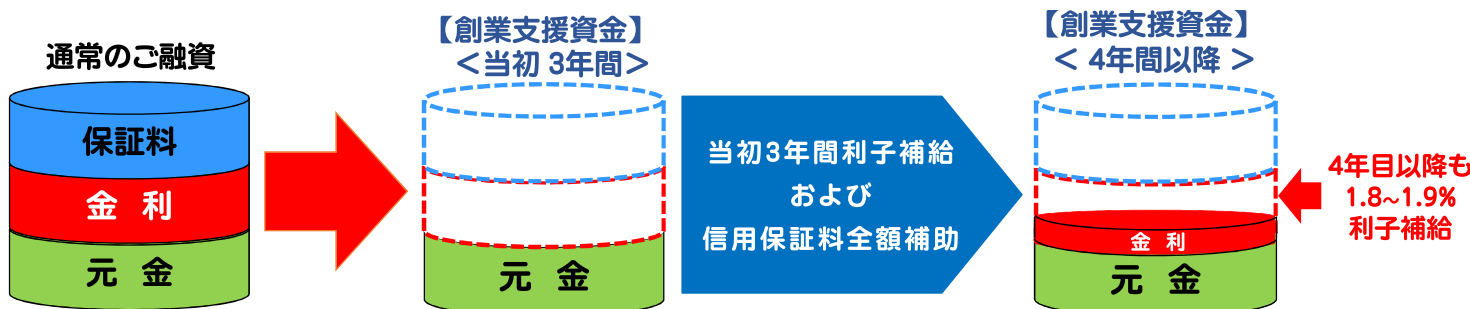 通常のご融資
保証料
金 利
元 金
【創業支援資金】
＜当初 3年間＞
元 金
当初3年間利子補給
および
信用保証料全額補助
【創業支援資金】
＜ 4年間以降 ＞
金 利
元 金
4年目以降も
1.8~1.9%
利子補給